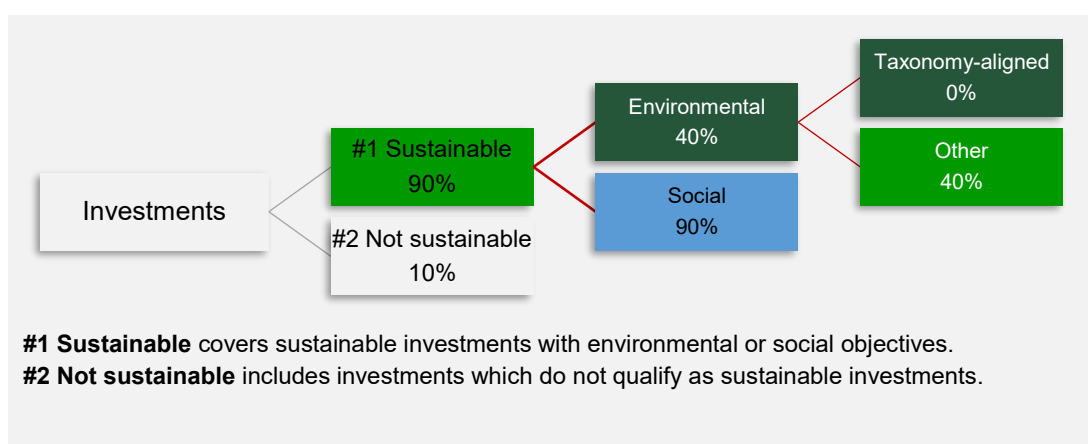 Investments
#1 Sustainable
90%
#2 Not sustainable
10%
Environmental
40%
Social
90%
Taxonomy-aligned
0%
Other
40%
#1 Sustainable covers sustainable investments with environmental or social objectives.
#2 Not sustainable includes investments which do not qualify as sustainable investments.